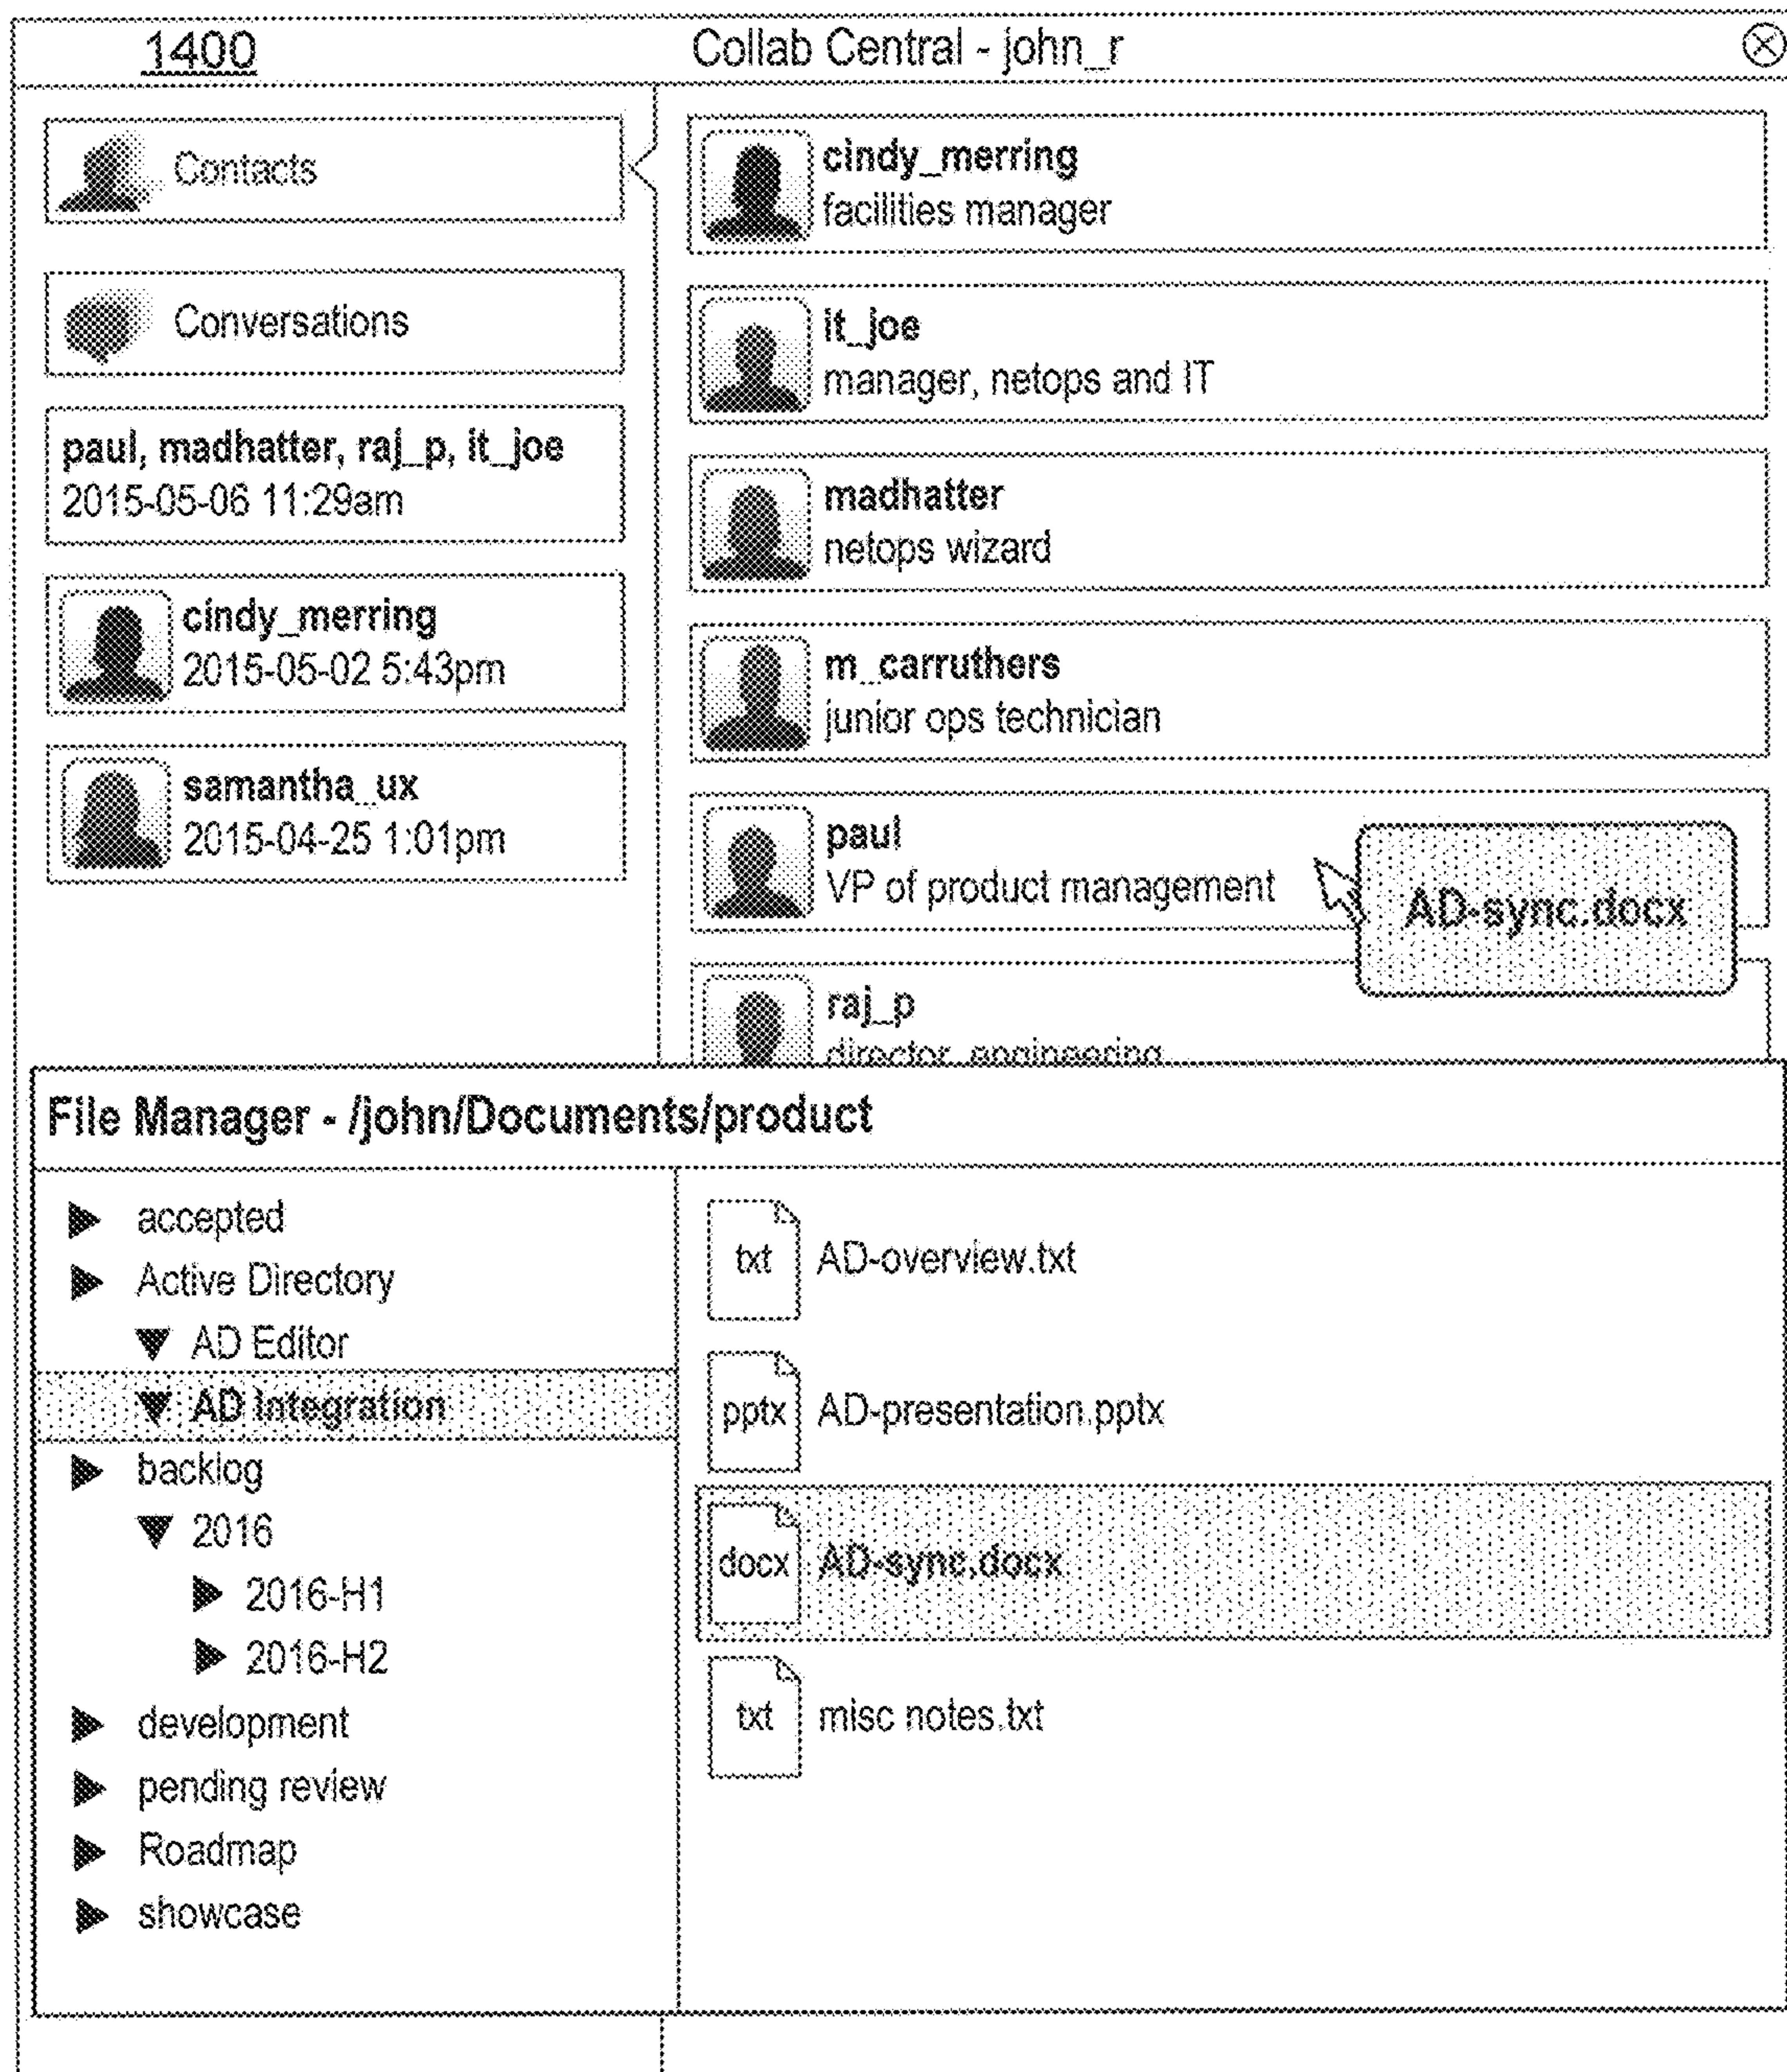 1400
Collab Central - john_r
Contacts
Conversations
paul, madhatter, raj_p, it_joe
2015-05-06 11:29am
cindy_merring
2015-05-02 5:43pm
samantha_ux
2015-04-25 1:01pm
cindy_merring
facilities manager
it_joe
manager, netops and IT
madhatter
netops wizard
m_carruthers
junior ops technician
paul
VP of product management
AD-sync.docx
raj_p
director, engineering
File Manager - /john/Documents/product
accepted
Active Directory
AD Editor
AD Integration
backlog
2016
2016-H1
2016-H2
development
pending review
Roadmap
showcase
txt AD-overview.txt
pptx AD-presentation.pptx
docx AD-sync.docx
txt misc notes.txt